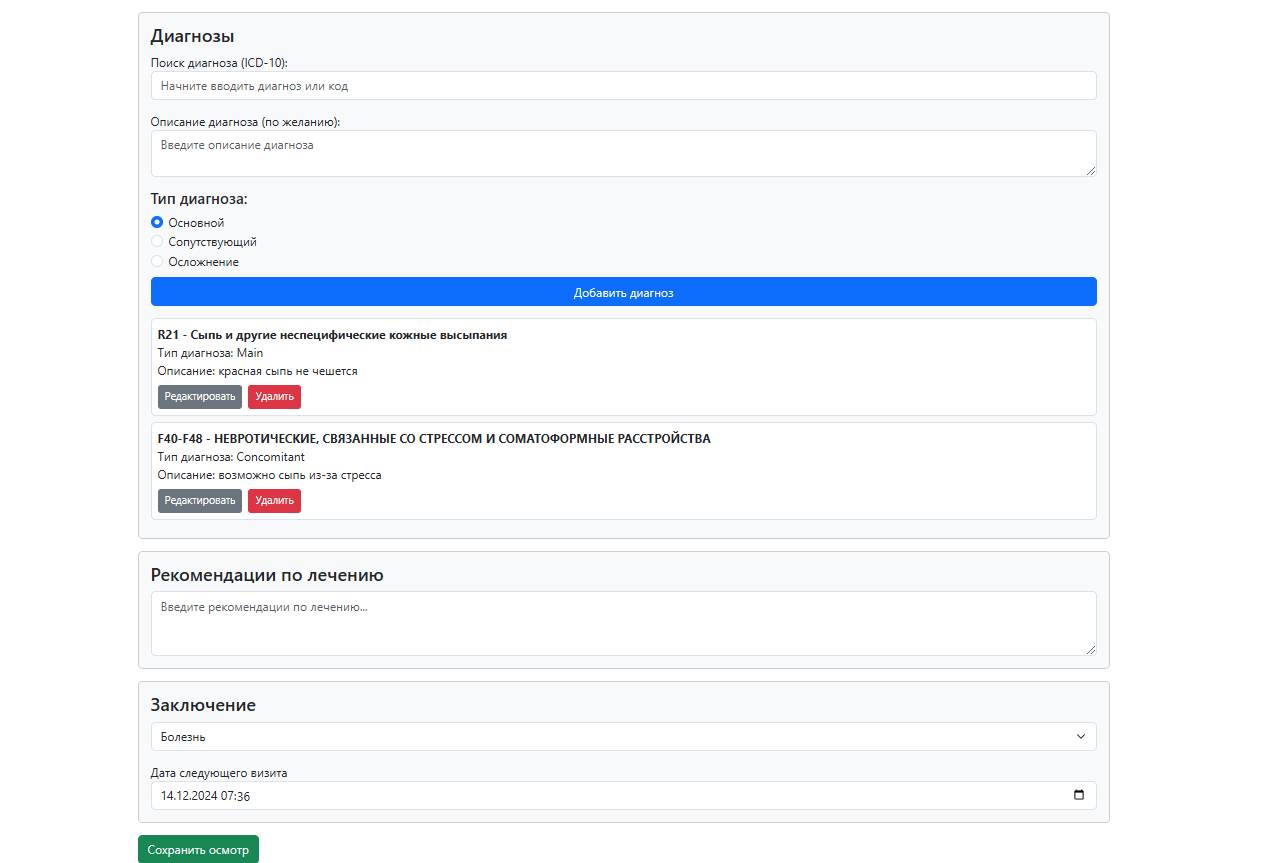 Диагнозы
Поиск диагноза (ICD-10):
Начните вводить диагноз или код
Описание диагноза (по желанию):
Введите описание диагноза
Тип диагноза:
Основной
Сопутствующий
Осложнение
Добавить диагноз
R21 - Сыпь и другие неспецифические кожные высыпания
Тип диагноза: Main
Описание: красная сыпь не чешется
Редактировать Удалить
F40-F48 - НЕВРОТИЧЕСКИЕ, СВЯЗАННЫЕ СО СТРЕССОМ И СОМАТОФОРМНЫЕ РАССТРОЙСТВА
Тип диагноза: Concomitant
Описание: возможно сыпь из-за стресса
Редактировать Удалить
Рекомендации по лечению
Введите рекомендации по лечению...
Заключение
Болезнь
Дата следующего визита
14.12.2024 07:36
Сохранить осмотр